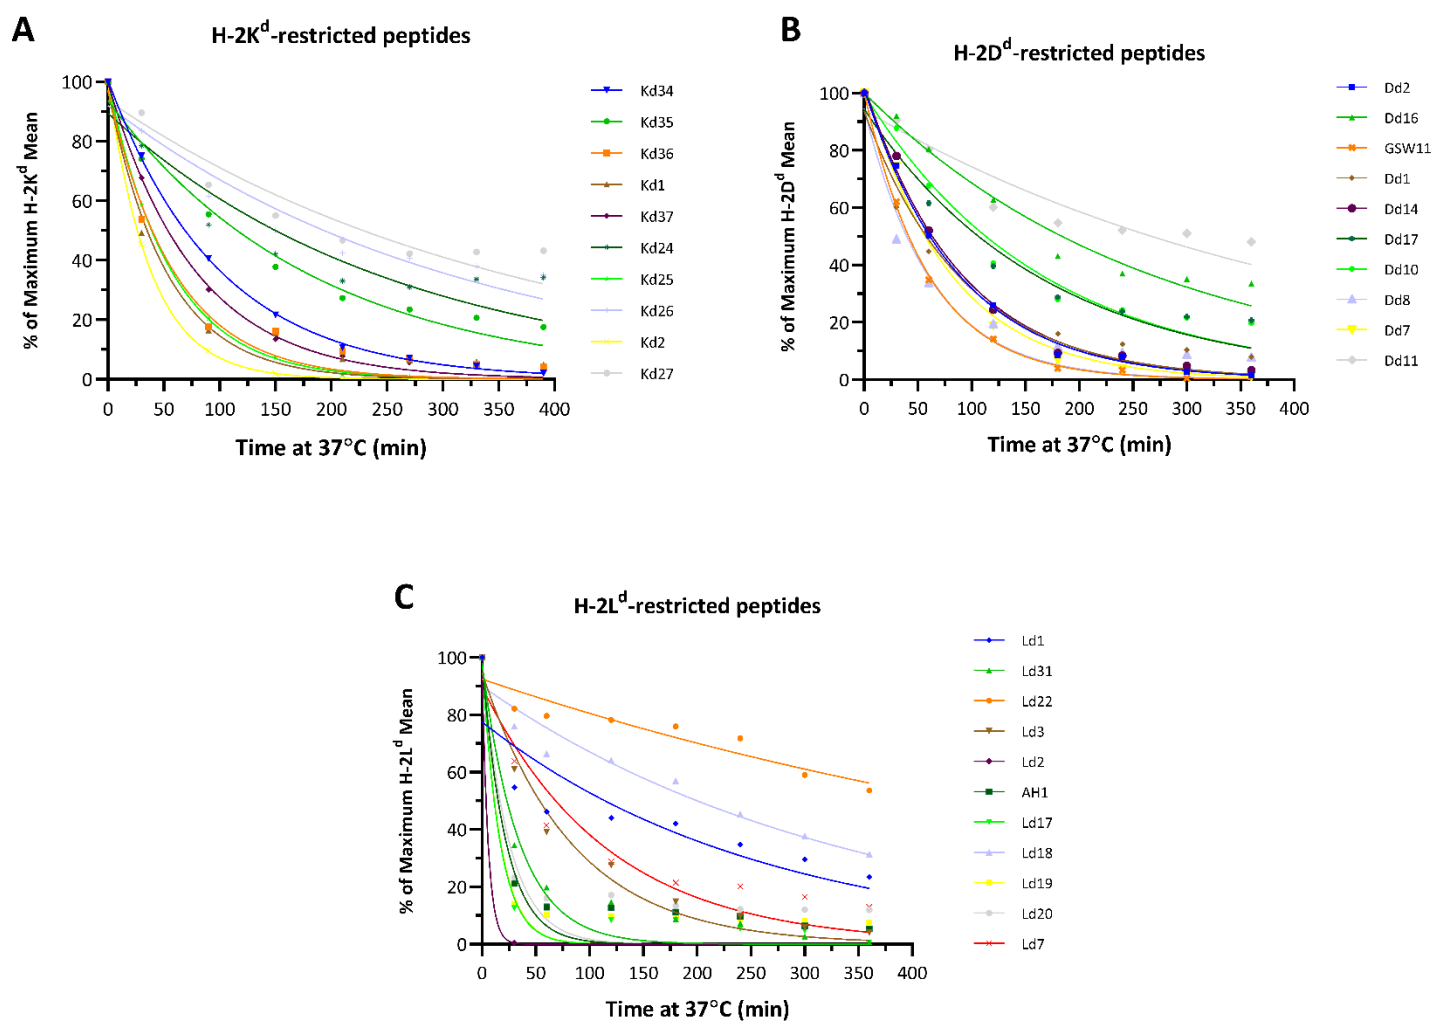 A
H-2Kd-restricted peptides
% of Maximum H-2Kd Mean
100
80
60
40
20
0
0 50 100 150 200 250 300 350 400
Time at 37°C (min)
Kd34
Kd35
Kd36
Kd1
Kd37
Kd24
Kd25
Kd26
Kd2
Kd27
B
H-2Dd-restricted peptides
% of Maximum H-2Dd Mean
100
80
60
40
20
0
0 50 100 150 200 250 300 350 400
Time at 37°C (min)
Dd2
Dd16
GSW11
Dd1
Dd14
Dd17
Dd10
Dd8
Dd7
Dd11
C
H-2Ld-restricted peptides
% of Maximum H-2Ld Mean
100
80
60
40
20
0
0 50 100 150 200 250 300 350 400
Time at 37°C (min)
Ld1
Ld31
Ld22
Ld3
Ld2
AH1
Ld17
Ld18
Ld19
Ld20
Ld7